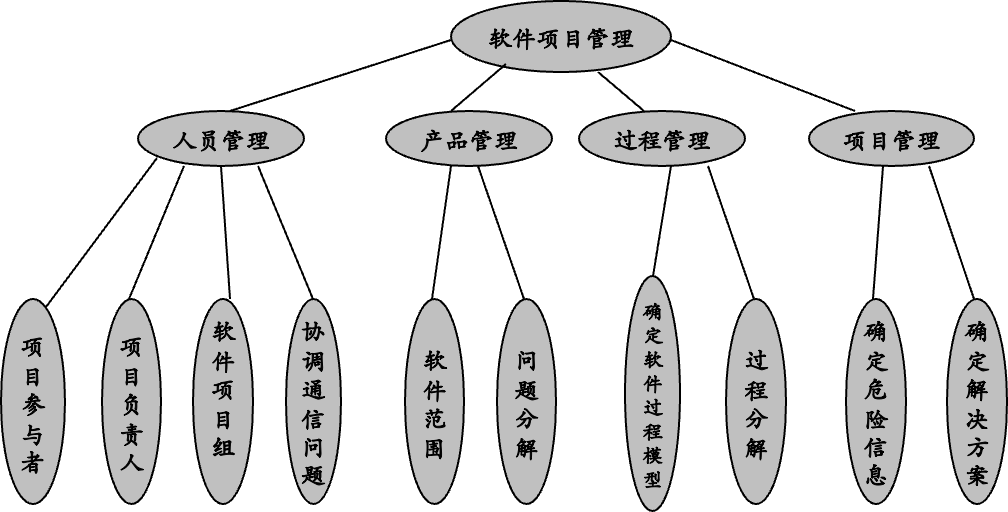 软件项目管理
人员管理
产品管理
过程管理
项目管理
项目参与者
项目负责人
软件项目组
协调通信问题
软件范围
问题分解
确定软件过程模型
过程分解
确定危险信息
确定解决方案